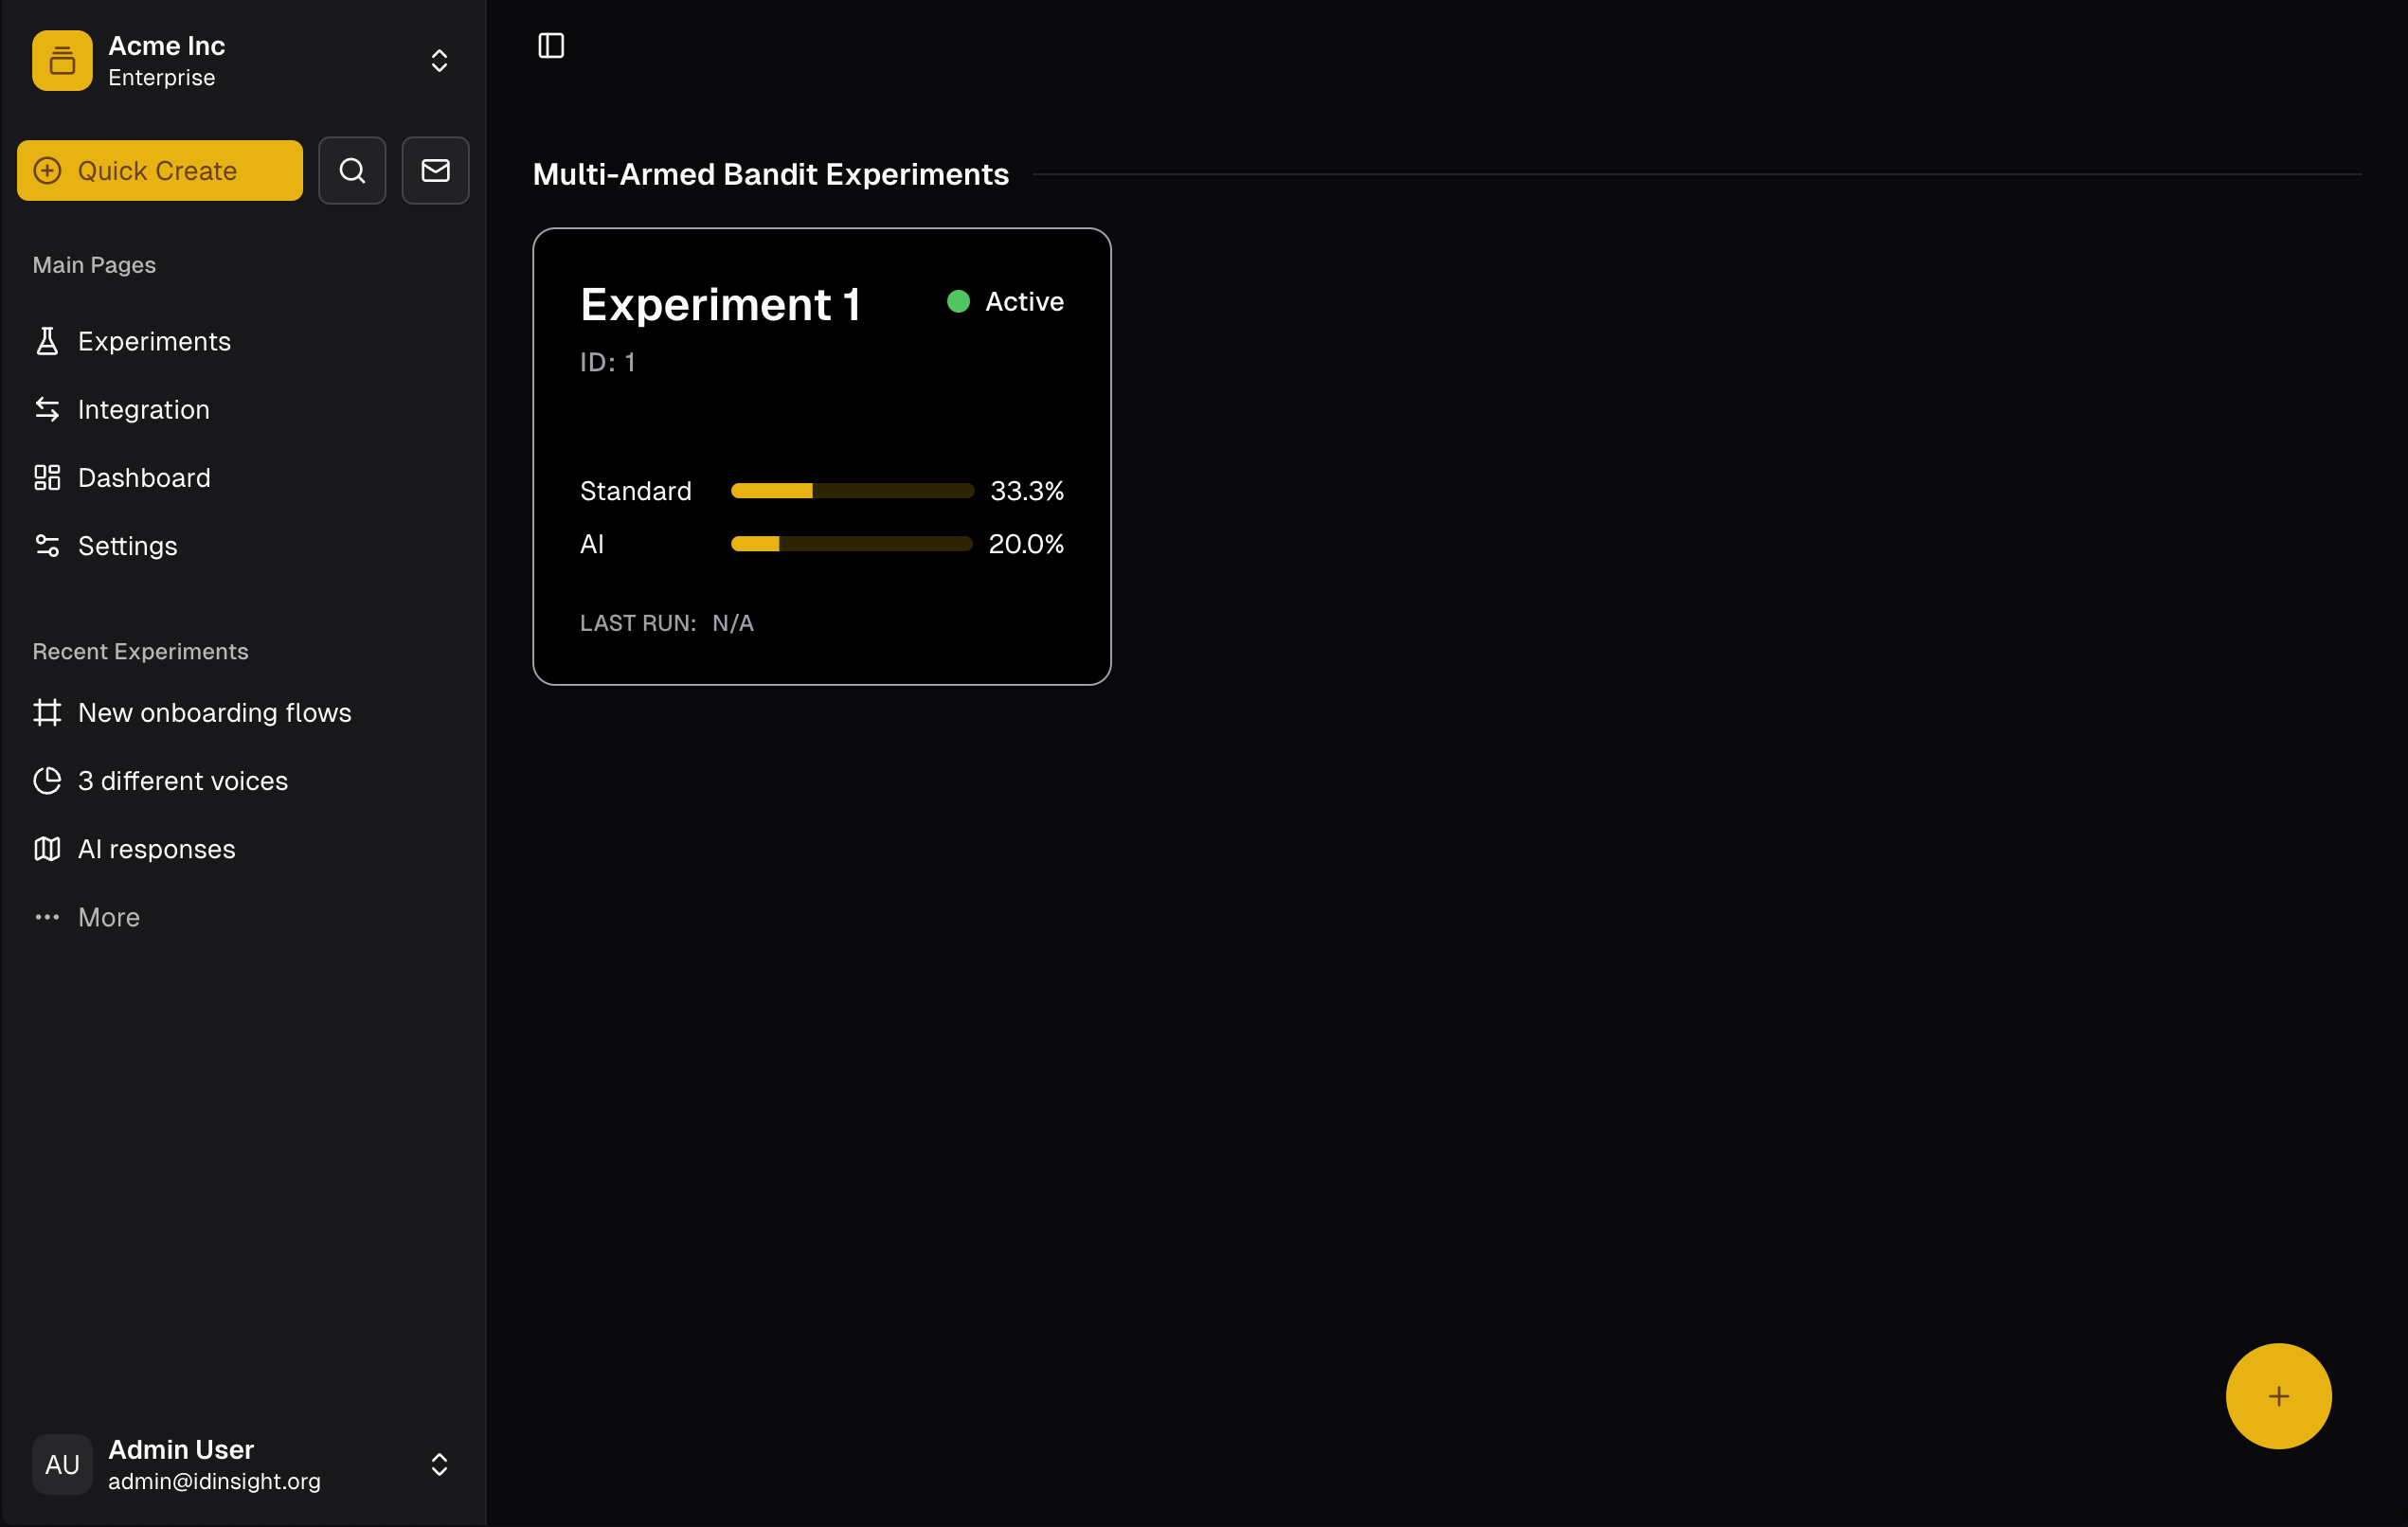 Acme Inc
Enterprise
Quick Create
Main Pages
Experiments
Integration
Dashboard
Settings
Recent Experiments
New onboarding flows
3 different voices
AI responses
More
AU
Admin User
admin@idinsight.org
Multi-Armed Bandit Experiments
Experiment 1
Active
ID: 1
Standard 33.3%
AI 20.0%
LAST RUN: N/A